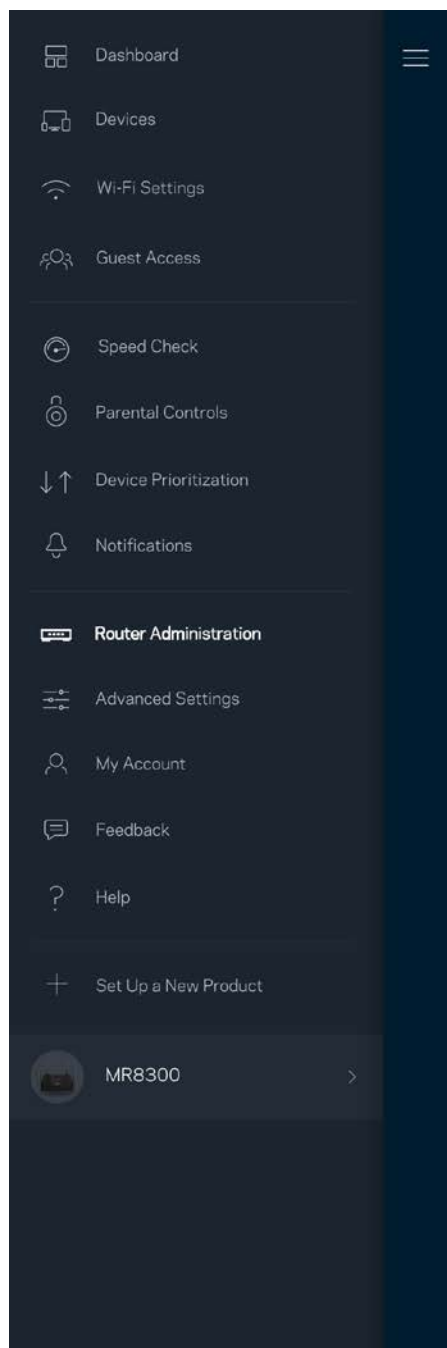 Dashboard
Devices
Wi-Fi Settings
Guest Access
Speed Check
Parental Controls
Device Prioritization
Notifications
Router Administration
Advanced Settings
My Account
Feedback
Help
Set Up a New Product
MR8300